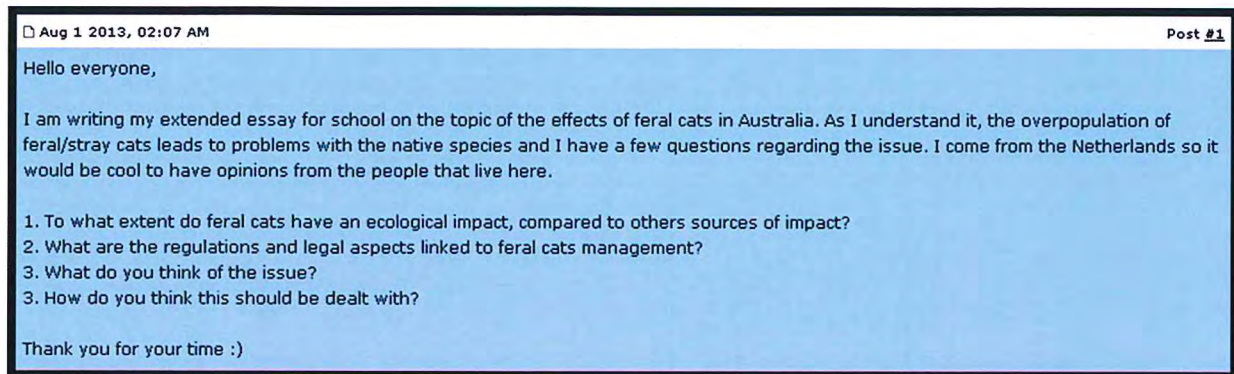 Aug 1 2013, 02:07 AM Post #1
Hello everyone,
I am writing my extended essay for school on the topic of the effects of feral cats in Australia. As I understand it, the overpopulation of
feral/stray cats leads to problems with the native species and I have a few questions regarding the issue. I come from the Netherlands so it
would be cool to have opinions from the people that live here.
1. To what extent do feral cats have an ecological impact, compared to others sources of impact?
2. What are the regulations and legal aspects linked to feral cats management?
3. What do you think of the issue?
3. How do you think this should be dealt with?
Thank you for your time :)